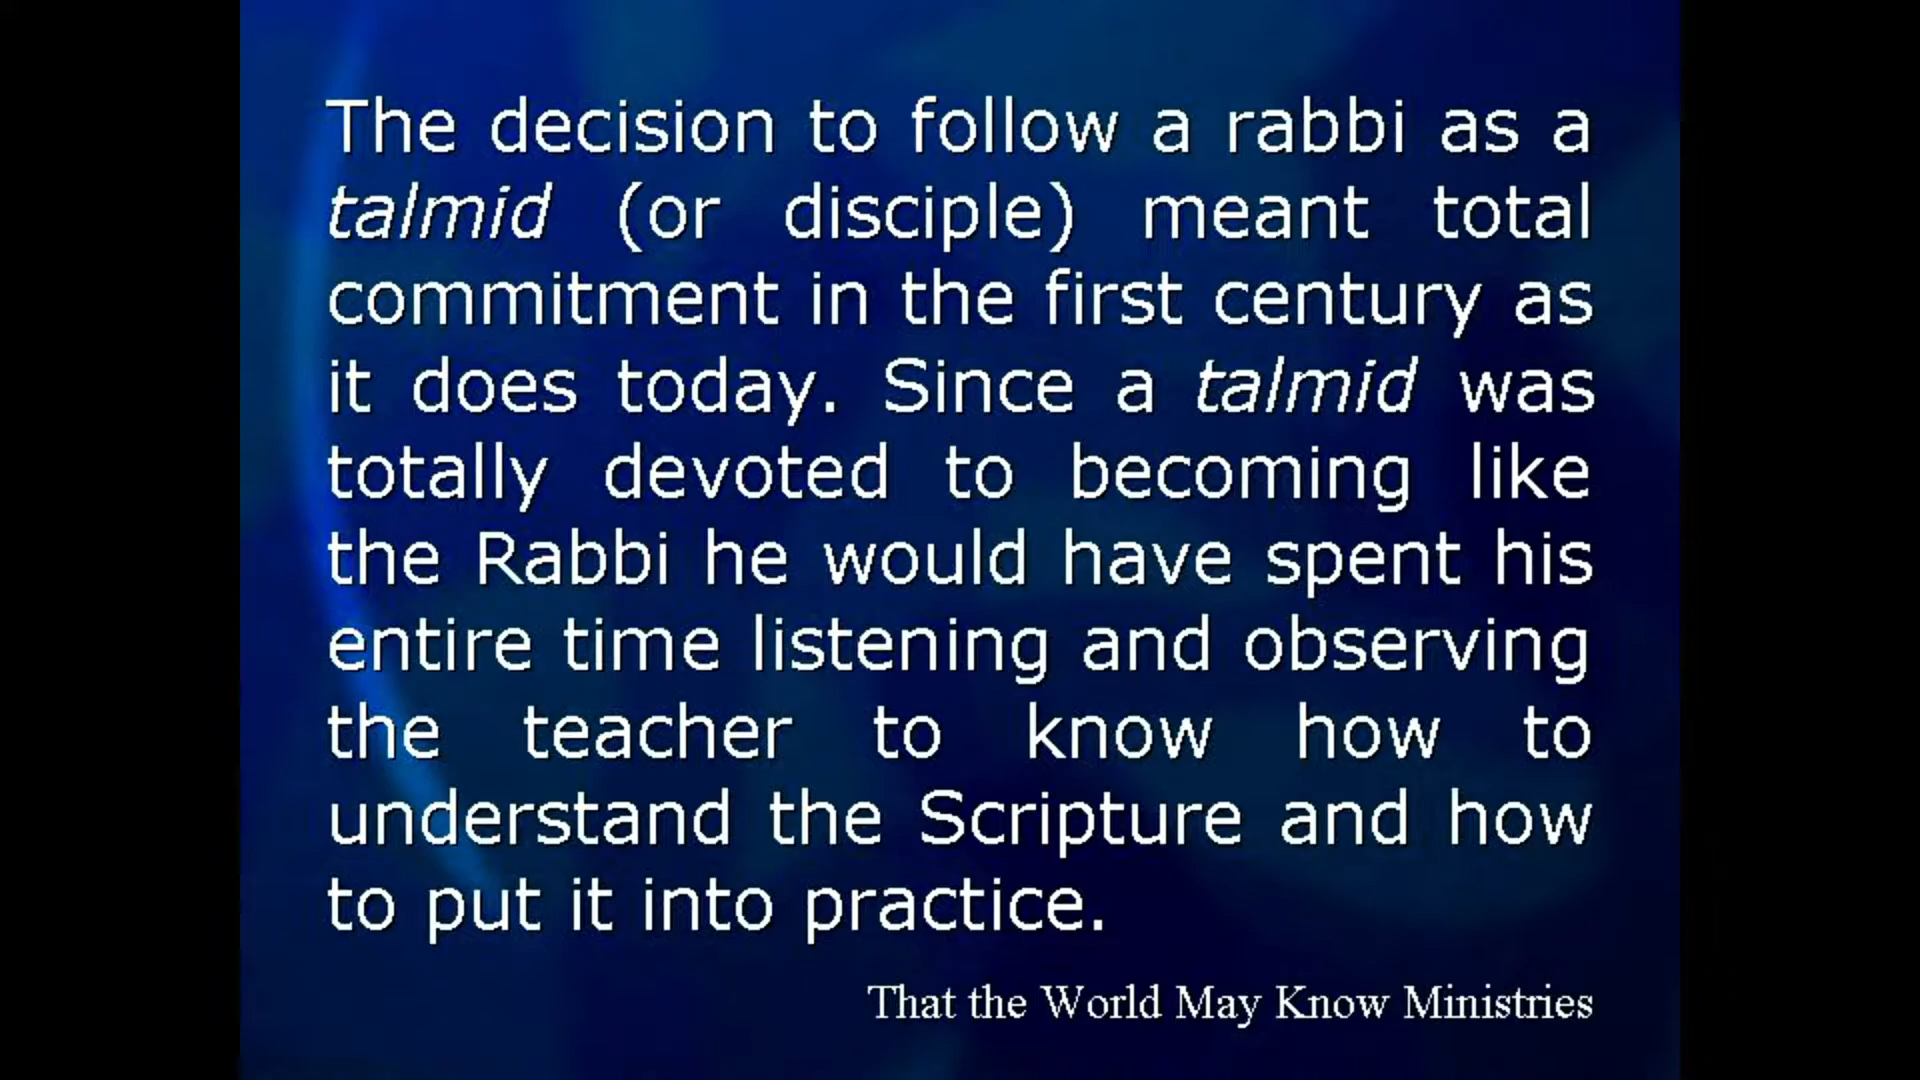 The decision to follow a rabbi as a
talmid (or disciple) meant total
commitment in the first century as
it does today. Since a talmid was
totally devoted to becoming like
the Rabbi he would have spent his
entire time listening and observing
the teacher to know how to
understand the Scripture and how
to put it into practice.
That the World May Know Ministries